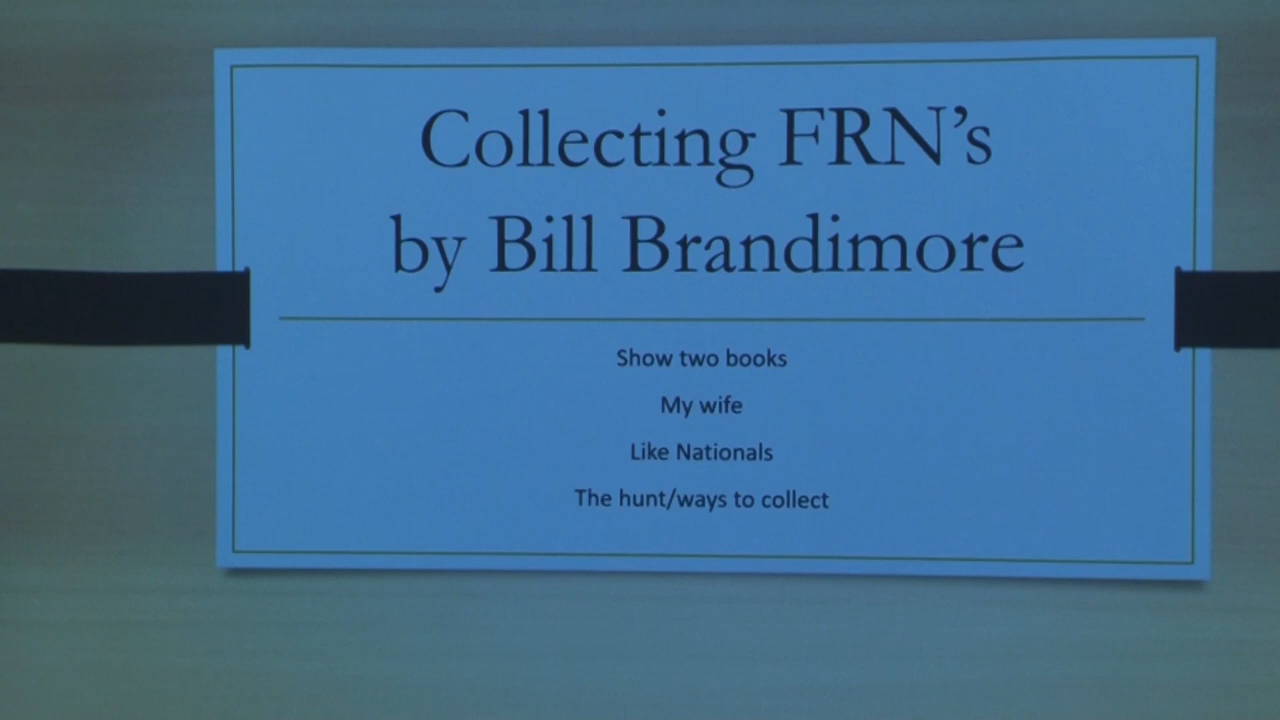 Collecting FRN’s
by Bill Brandimore
Show two books
My wife
Like Nationals
The hunt/ways to collect